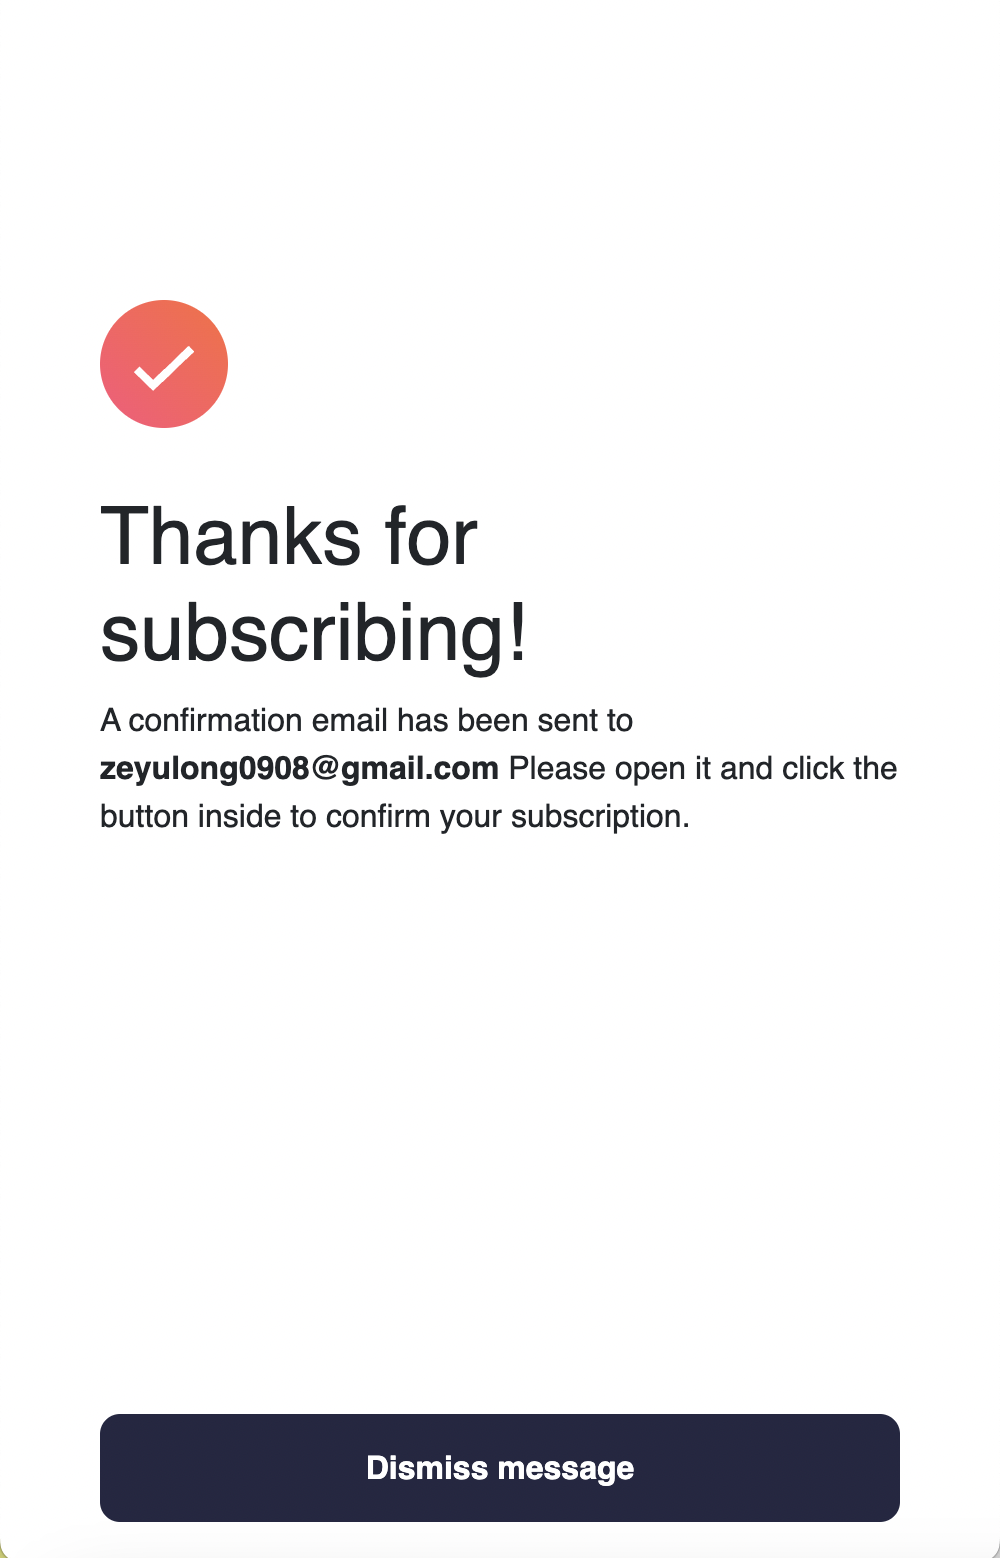 Thanks for
subscribing!
A confirmation email has been sent to
zeyulong0908@gmail.com Please open it and click the
button inside to confirm your subscription.
Dismiss message